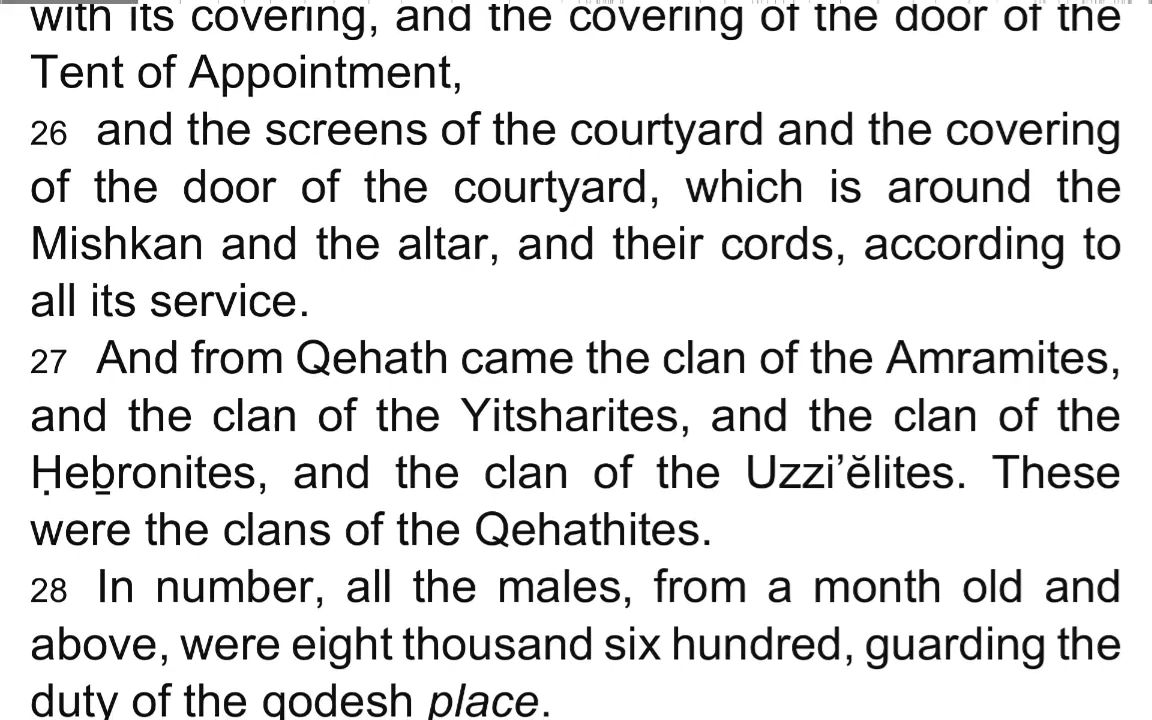 with its covering, and the covering of the door of the
Tent of Appointment,
26 and the screens of the courtyard and the covering
of the door of the courtyard, which is around the
Mishkan and the altar, and their cords, according to
all its service.
27 And from Qehath came the clan of the Amramites,
and the clan of the Yitsharites, and the clan of the
Ḥeḇronites, and the clan of the Uzzi’ĕlites. These
were the clans of the Qehathites.
28 In number, all the males, from a month old and
above, were eight thousand six hundred, guarding the
duty of the qodesh place.